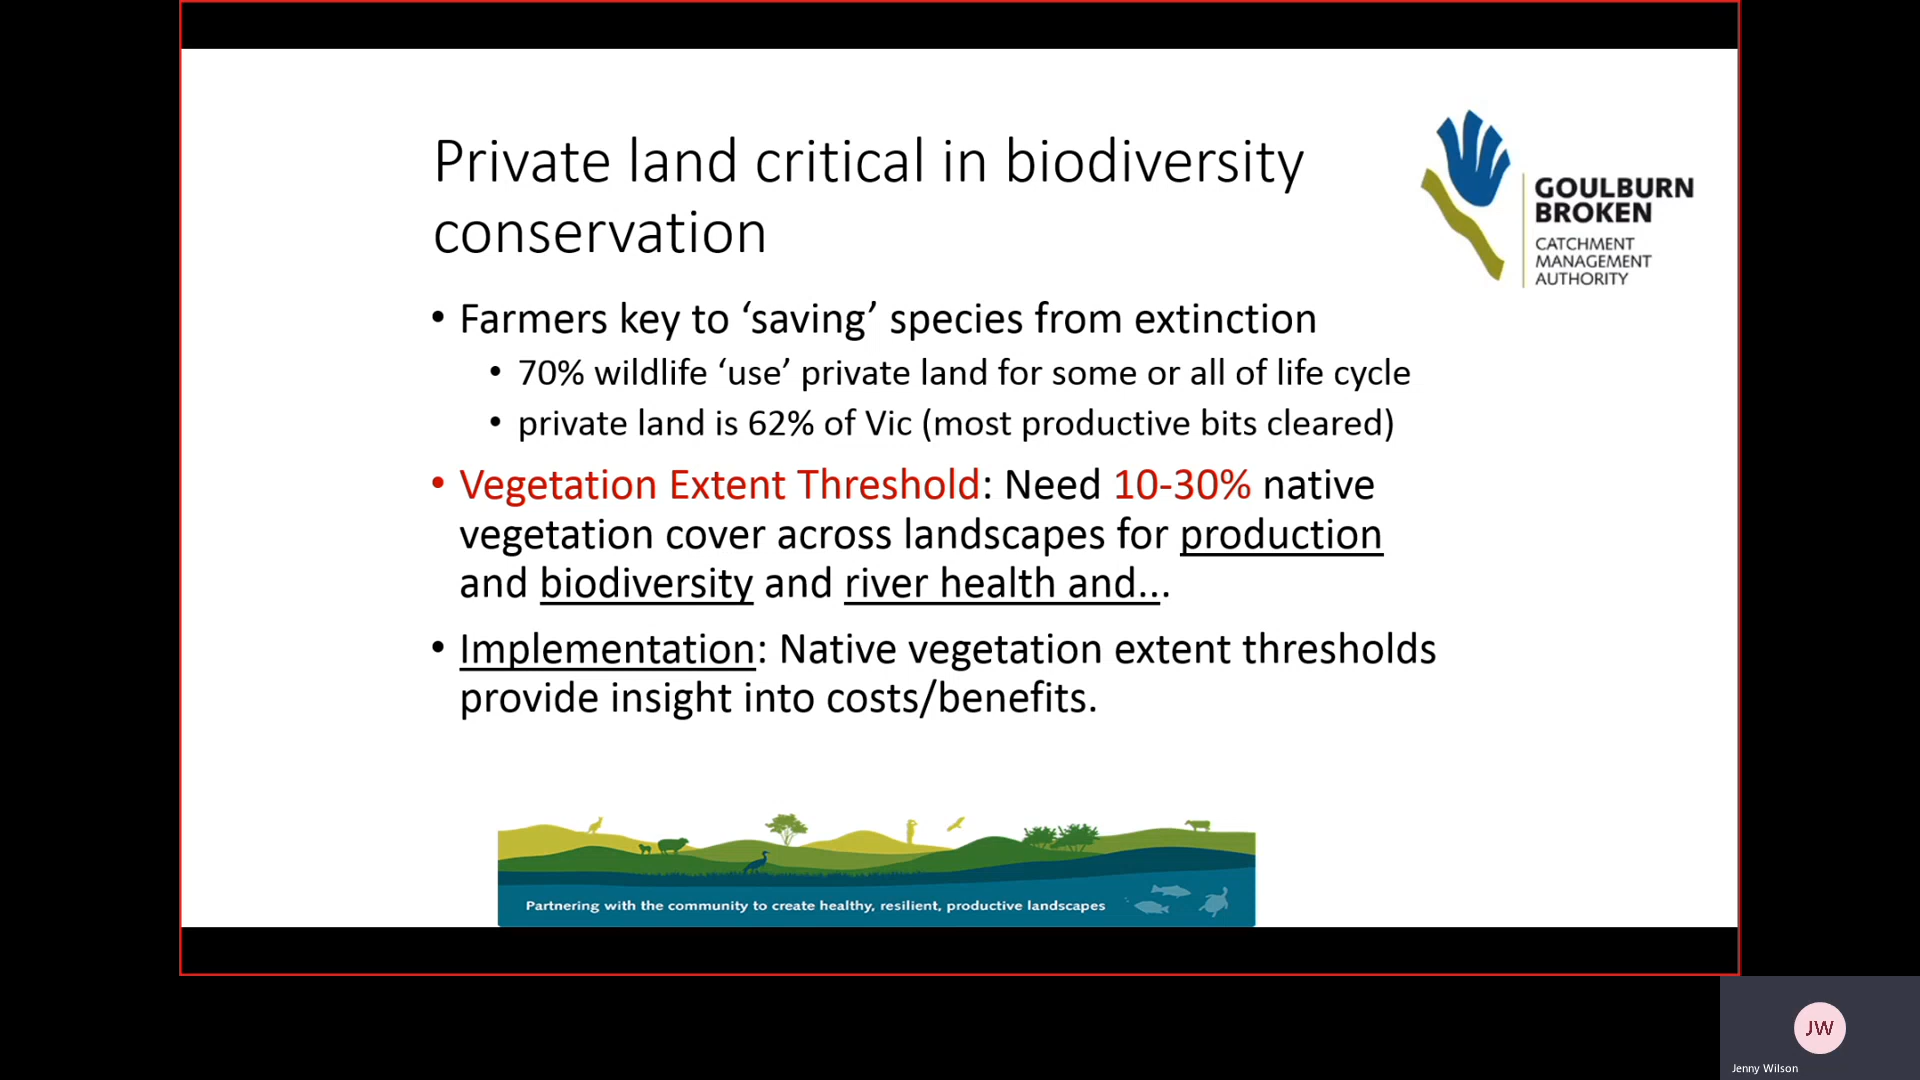 Private land critical in biodiversity
conservation
GOULBURN
BROKEN
CATCHMENT
MANAGEMENT
AUTHORITY
• Farmers key to ‘saving’ species from extinction
• 70% wildlife ‘use’ private land for some or all of life cycle
• private land is 62% of Vic (most productive bits cleared)
• Vegetation Extent Threshold: Need 10-30% native
vegetation cover across landscapes for production
and biodiversity and river health and...
• Implementation: Native vegetation extent thresholds
provide insight into costs/benefits.
Partnering with the community to create healthy, resilient, productive landscapes
JW
Jenny Wilson